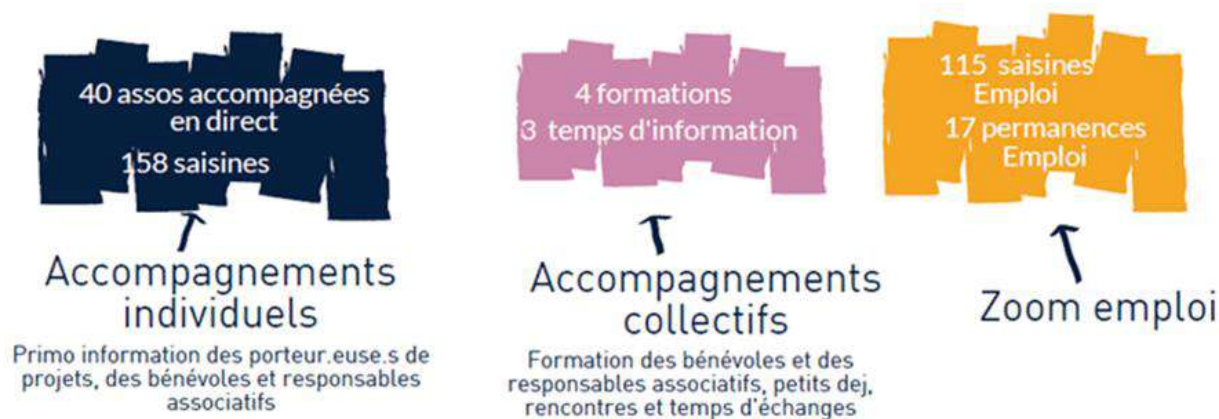 40 assos accompagnées
en direct
158 saisines
Accompagnements
individuels
Primo information des porteur.euse.s de
projets, des bénévoles et responsables
associatifs
4 formations
3 temps d'information
Accompagnements
collectifs
Formation des bénévoles et des
responsables associatifs, petits dej,
rencontres et temps d'échanges
115 saisines
Emploi
17 permanences
Emploi
Zoom emploi